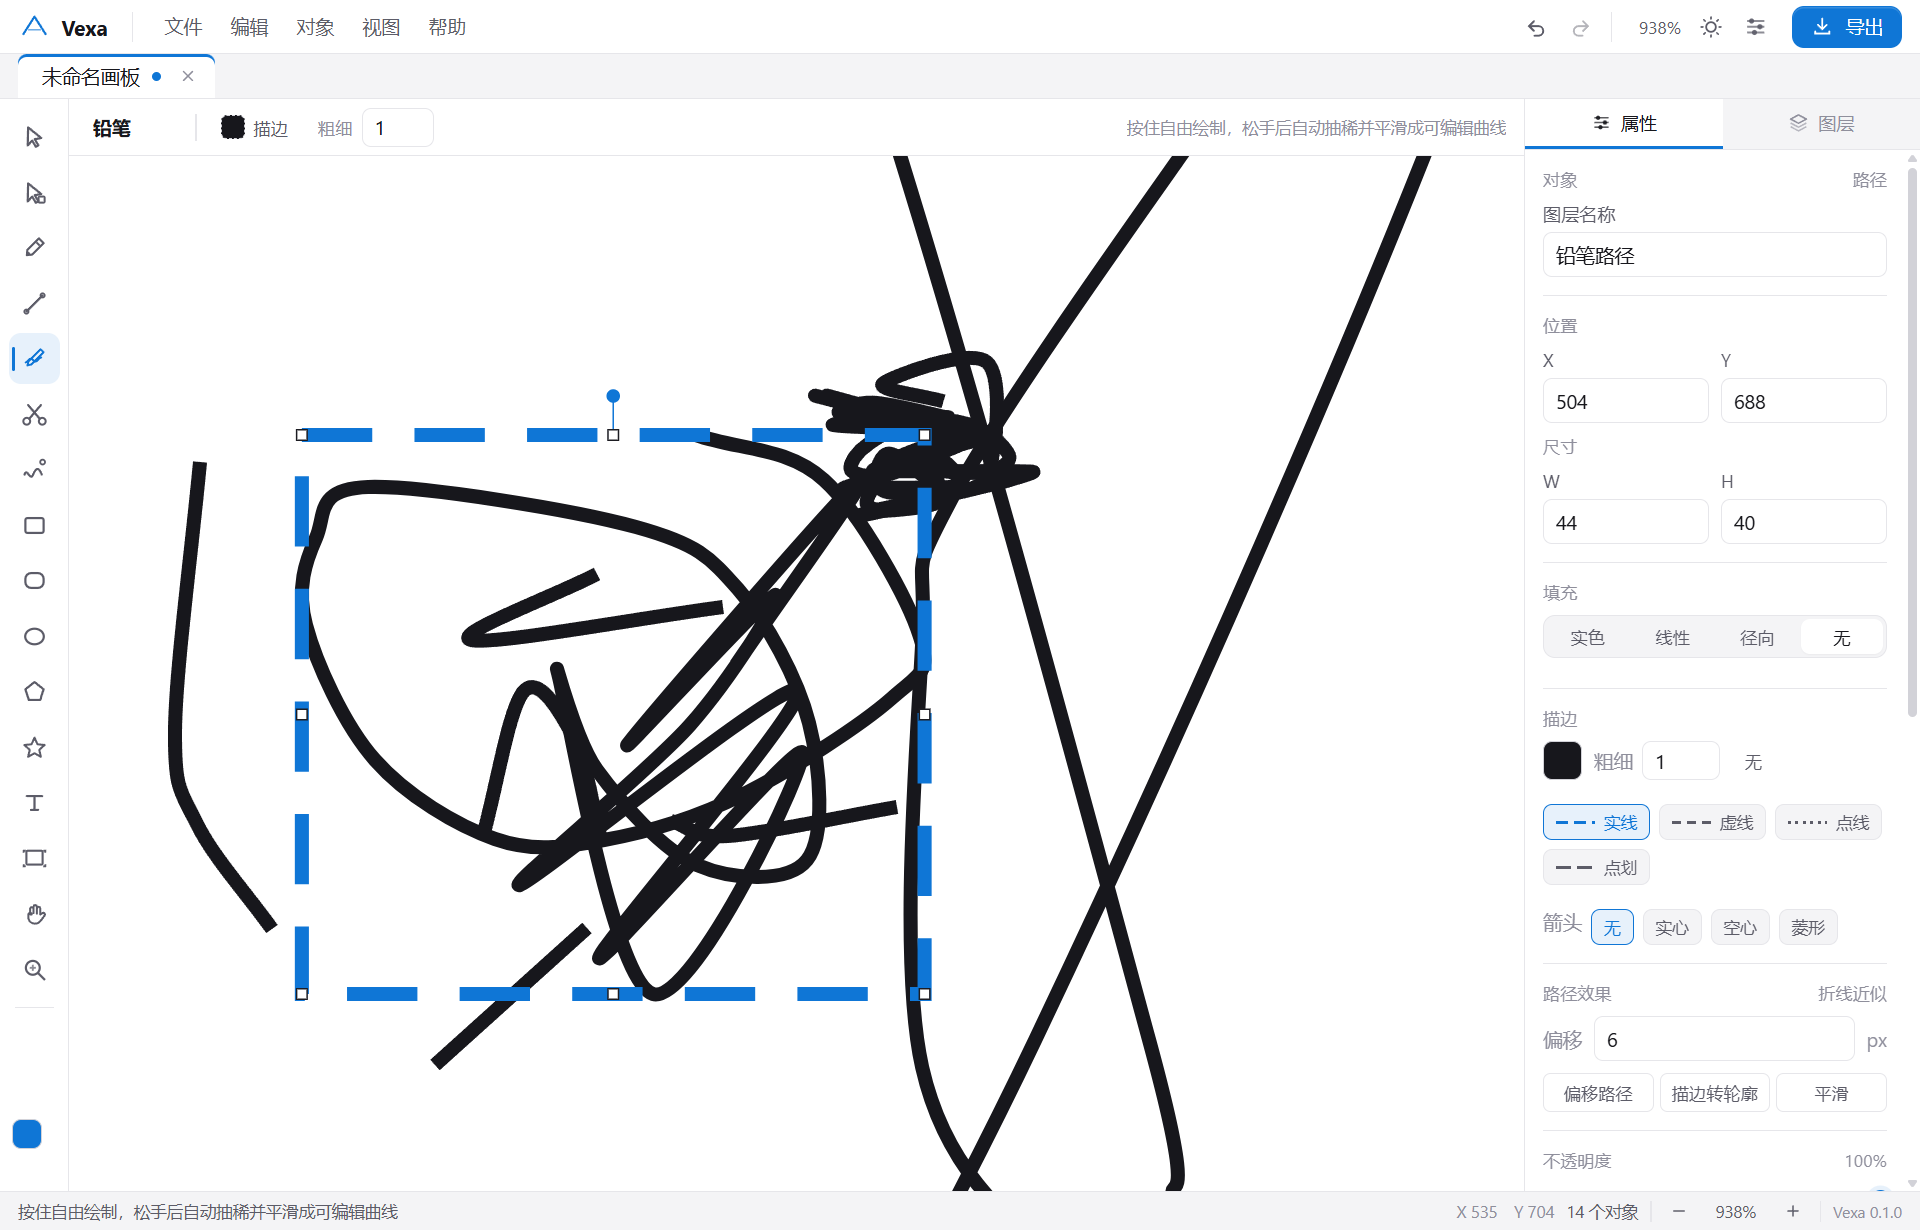 Vexa 文件 编辑 对象 视图 帮助 938% 导出
未命名画板
铅笔 描边 粗细 1 按住自由绘制，松手后自动抽稀并平滑成可编辑曲线
属性 图层
对象 路径
图层名称
铅笔路径
位置
X Y
504 688
尺寸
W H
44 40
填充
实色 线性 径向 无
描边
粗细 1 无
实线 虚线 点线
点划
箭头 无 实心 空心 菱形
路径效果 折线近似
偏移 6 px
偏移路径 描边转轮廓 平滑
不透明度 100%
按住自由绘制，松手后自动抽稀并平滑成可编辑曲线 X 535 Y 704 14 个对象 − 938% + Vexa 0.1.0